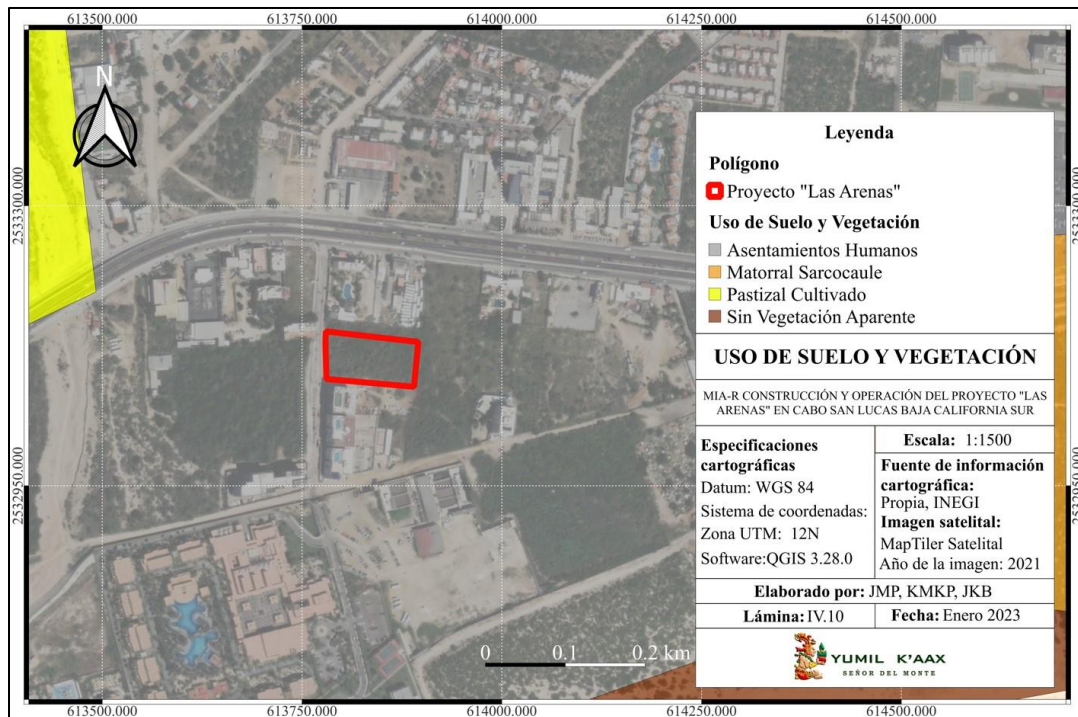 613500.000 613750.000 614000.000 614250.000 614500.000
N
2533300.000
2532950.000
2533300.000
2532950.000
Leyenda
Polígono
Proyecto "Las Arenas"
Uso de Suelo y Vegetación
Asentamientos Humanos
Matorral Sarcocaule
Pastizal Cultivado
Sin Vegetación Aparente
USO DE SUELO Y VEGETACIÓN
MIA-R CONSTRUCCIÓN Y OPERACIÓN DEL PROYECTO "LAS
ARENAS" EN CABO SAN LUCAS BAJA CALIFORNIA SUR
Especificaciones
cartográficas
Datum: WGS 84
Sistema de coordenadas:
Zona UTM: 12N
Software:QGIS 3.28.0
Escala: 1:1500
Fuente de información
cartográfica:
Propia, INEGI
Imagen satelital:
MapTiler Satelital
Año de la imagen: 2021
Elaborado por: JMP, KMKP, JKB
Lámina: IV.10 Fecha: Enero 2023
YUMIL K'AAX
SEÑOR DEL MONTE
0 0.1 0.2 km
613500.000 613750.000 614000.000 614250.000 614500.000